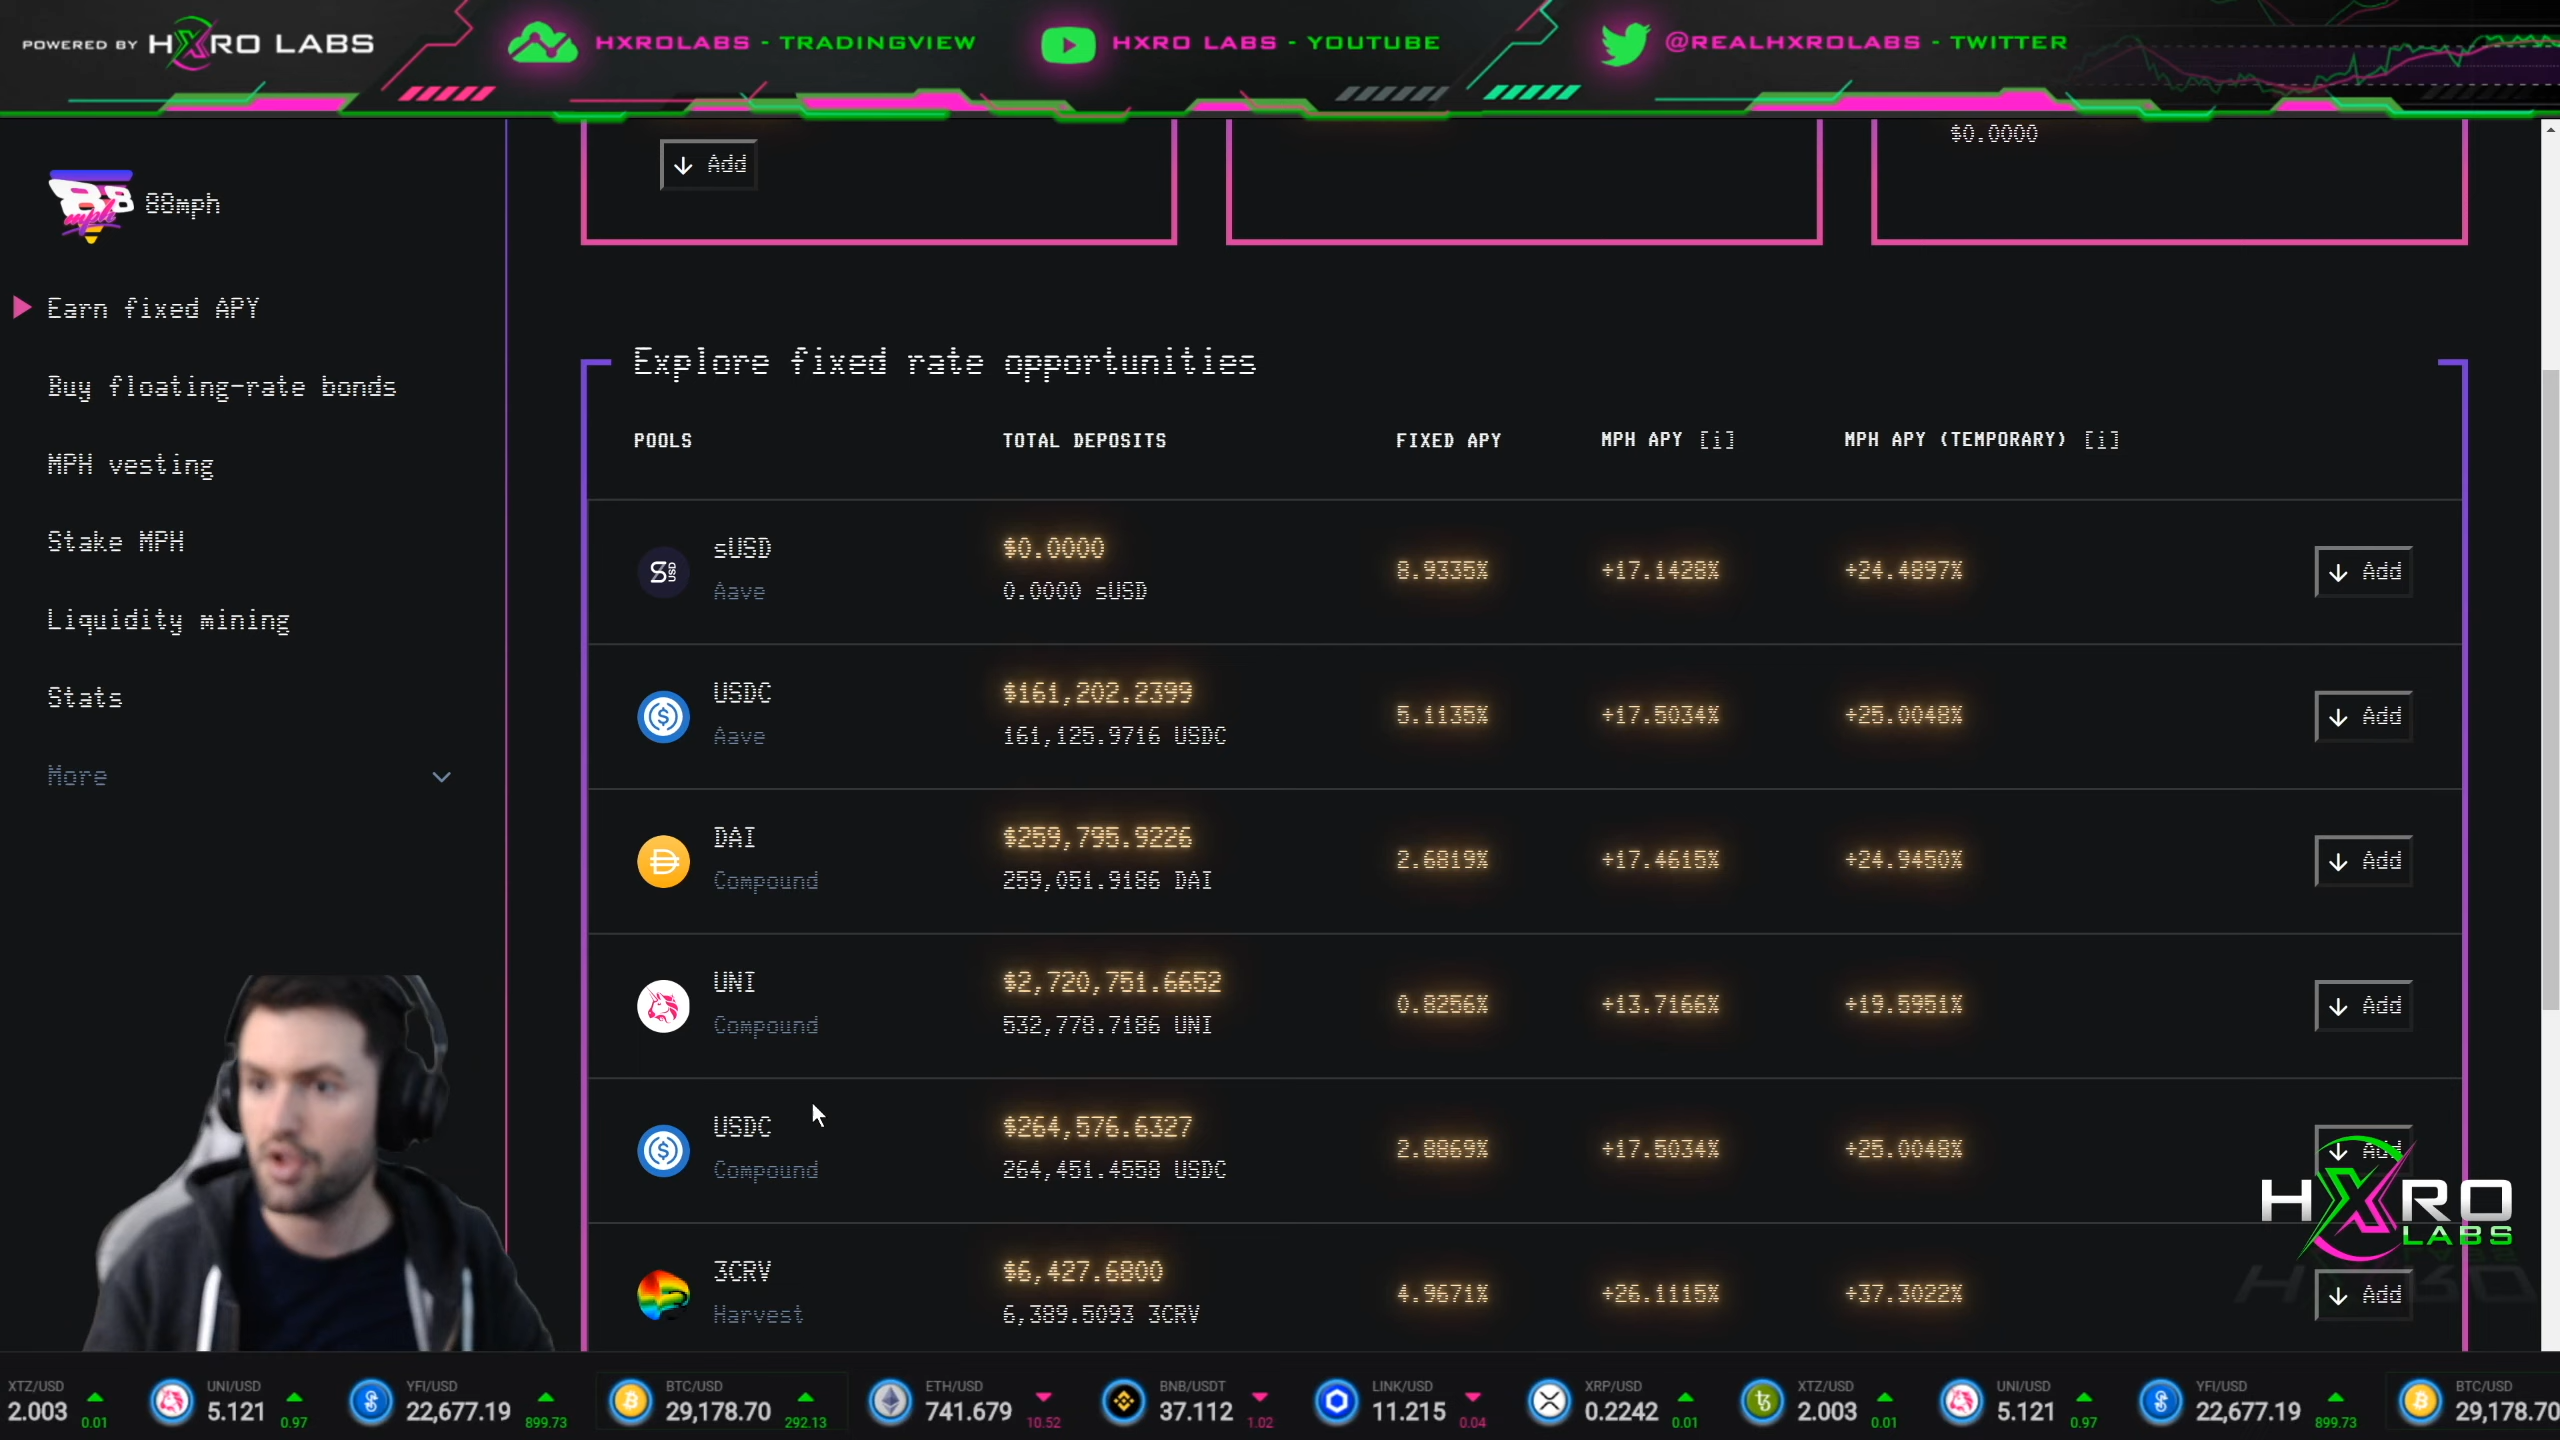 POWERED BY HXRO LABS
HXROLABS - TRADINGVIEW
HXRO LABS - YOUTUBE
@REALHXROLABS - TWITTER
88mph
Earn fixed APY
Buy floating-rate bonds
MPH vesting
Stake MPH
Liquidity mining
Stats
More
Add
$0.0000
Explore fixed rate opportunities
POOLS TOTAL DEPOSITS FIXED APY MPH APY [i] MPH APY (TEMPORARY) [i]
sUSD $0.0000
Aave 0.0000 sUSD
8.9335% +17.1428% +24.4897% Add
USDC $161,202.2399
Aave 161,125.9716 USDC
5.1135% +17.5034% +25.0048% Add
DAI $259,795.9226
Compound 259,051.9186 DAI
2.6819% +17.4615% +24.9450% Add
UNI $2,720,751.6652
Compound 532,778.7186 UNI
0.8256% +13.7166% +19.5951% Add
USDC $264,576.6327
Compound 264,451.4558 USDC
2.8869% +17.5034% +25.0048% Add
HXRO
LABS
3CRV $6,427.6800
Harvest 6,389.5093 3CRV
4.9671% +26.1115% +37.3022% Add
XTZ/USD
2.003 0.01
UNI/USD
5.121 0.97
YFI/USD
22,677.19 899.73
BTC/USD
29,178.70 292.13
ETH/USD
741.679 10.52
BNB/USDT
37.112 1.02
LINK/USD
11.215 0.04
XRP/USD
0.2242 0.01
XTZ/USD
2.003 0.01
UNI/USD
5.121 0.97
YFI/USD
22,677.19 899.73
BTC/USD
29,178.70